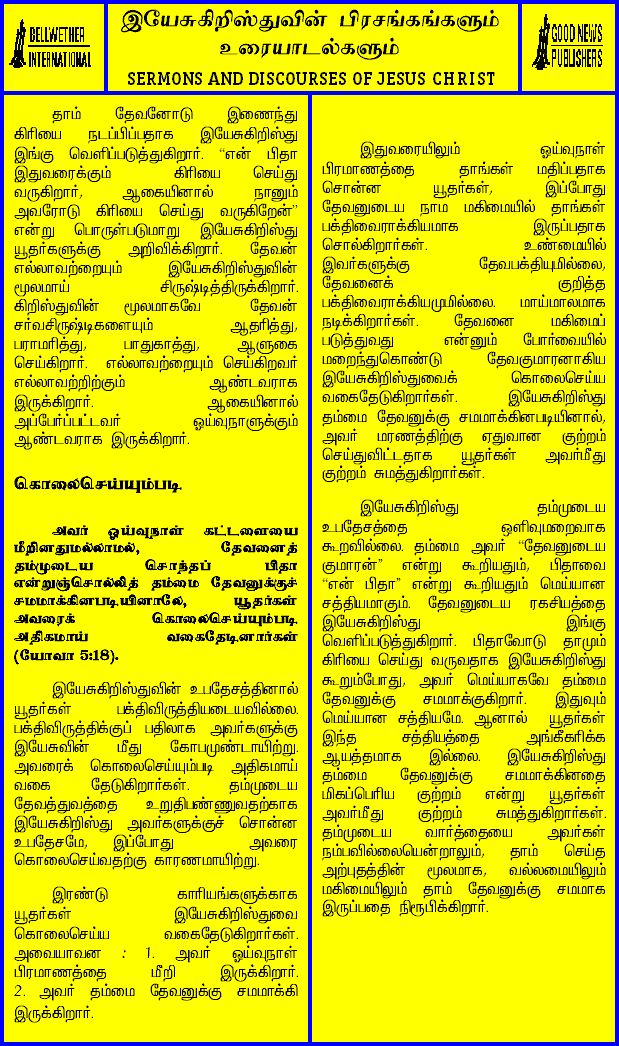 BELLWETHER
INTERNATIONAL
இயேசுகிறிஸ்துவின் பிரசங்கங்களும்
உரையாடல்களும்
SERMONS AND DISCOURSES OF JESUS CHRIST
GOOD NEWS
PUBLISHERS
தாம் தேவனோடு இணைந்து
கிரியை நடப்பிப்பதாக இயேசுகிறிஸ்து
இங்கு வெளிப்படுத்துகிறார். “என் பிதா
இதுவரைக்கும் கிரியை செய்து
வருகிறார், ஆகையினால் நானும்
அவரோடு கிரியை செய்து வருகிறேன்”
என்று பொருள்படுமாறு இயேசுகிறிஸ்து
யூதர்களுக்கு அறிவிக்கிறார். தேவன்
எல்லாவற்றையும் இயேசுகிறிஸ்துவின்
மூலமாய் சிருஷ்டித்திருக்கிறார்.
கிறிஸ்துவின் மூலமாகவே தேவன்
சர்வசிருஷ்டிகளையும் ஆதரித்து,
பராமரித்து, பாதுகாத்து, ஆளுகை
செய்கிறார். எல்லாவற்றையும் செய்கிறவர்
எல்லாவற்றிற்கும் ஆண்டவராக
இருக்கிறார். ஆகையினால்
அப்பேர்ப்பட்டவர் ஓய்வுநாளுக்கும்
ஆண்டவராக இருக்கிறார்.
கொலைசெய்யும்படி
அவர் ஓய்வுநாள் கட்டளையை
மீறினதுமல்லாமல், தேவனைத்
தம்முடைய சொந்தப் பிதா
என்றுஞ்சொல்லித் தம்மை தேவனுக்குச்
சமமாக்கினபடியினாலே, யூதர்கள்
அவரைக் கொலைசெய்யும்படி
அதிகமாய் வகைதேடினார்கள்
(யோவா 5:18).
இயேசுகிறிஸ்துவின் உபதேசத்தினால்
யூதர்கள் பக்திவிருத்தியடையவில்லை.
பக்திவிருத்திக்குப் பதிலாக அவர்களுக்கு
இயேசுவின் மீது கோபமுண்டாயிற்று.
அவரைக் கொலைசெய்யும்படி அதிகமாய்
வகை தேடுகிறார்கள். தம்முடைய
தேவத்துவத்தை உறுதிபண்ணுவதற்காக
இயேசுகிறிஸ்து அவர்களுக்குச் சொன்ன
உபதேசமே, இப்போது அவரை
கொலைசெய்வதற்கு காரணமாயிற்று.
இரண்டு காரியங்களுக்காக
யூதர்கள் இயேசுகிறிஸ்துவை
கொலைசெய்ய வகைதேடுகிறார்கள்.
அவையாவன : 1. அவர் ஓய்வுநாள்
பிரமாணத்தை மீறி இருக்கிறார்.
2. அவர் தம்மை தேவனுக்கு சமமாக்கி
இருக்கிறார்.
இதுவரையிலும் ஓய்வுநாள்
பிரமாணத்தை தாங்கள் மதிப்பதாக
சொன்ன யூதர்கள், இப்போது
தேவனுடைய நாம மகிமையில் தாங்கள்
பக்திவைராக்கியமாக இருப்பதாக
சொல்கிறார்கள். உண்மையில்
இவர்களுக்கு தேவபக்தியுமில்லை,
தேவனைக் குறித்த
பக்திவைராக்கியமுமில்லை. மாய்மாலமாக
நடிக்கிறார்கள். தேவனை மகிமைப்
படுத்துவது என்னும் போர்வையில்
மறைந்துகொண்டு தேவகுமாரனாகிய
இயேசுகிறிஸ்துவைக் கொலைசெய்ய
வகைதேடுகிறார்கள். இயேசுகிறிஸ்து
தம்மை தேவனுக்கு சமமாக்கினபடியினால்,
அவர் மரணத்திற்கு ஏதுவான குற்றம்
செய்துவிட்டதாக யூதர்கள் அவர்மீது
குற்றம் சுமத்துகிறார்கள்.
இயேசுகிறிஸ்து தம்முடைய
உபதேசத்தை ஒளிவுமறைவாக
கூறவில்லை. தம்மை அவர் “தேவனுடைய
குமாரன்” என்று கூறியதும், பிதாவை
“என் பிதா” என்று கூறியதும் மெய்யான
சத்தியமாகும். தேவனுடைய ரகசியத்தை
இயேசுகிறிஸ்து இங்கு
வெளிப்படுத்துகிறார். பிதாவோடு தாமும்
கிரியை செய்து வருவதாக இயேசுகிறிஸ்து
கூறும்போது, அவர் மெய்யாகவே தம்மை
தேவனுக்கு சமமாக்குகிறார். இதுவும்
மெய்யான சத்தியமே. ஆனால் யூதர்கள்
இந்த சத்தியத்தை அங்கீகரிக்க
ஆயத்தமாக இல்லை. இயேசுகிறிஸ்து
தம்மை தேவனுக்கு சமமாக்கினதை
மிகப்பெரிய குற்றம் என்று யூதர்கள்
அவர்மீது குற்றம் சுமத்துகிறார்கள்.
தம்முடைய வார்த்தையை அவர்கள்
நம்பவில்லையென்றாலும், தாம் செய்த
அற்புதத்தின் மூலமாக, வல்லமையிலும்
மகிமையிலும் தாம் தேவனுக்கு சமமாக
இருப்பதை நிரூபிக்கிறார்.